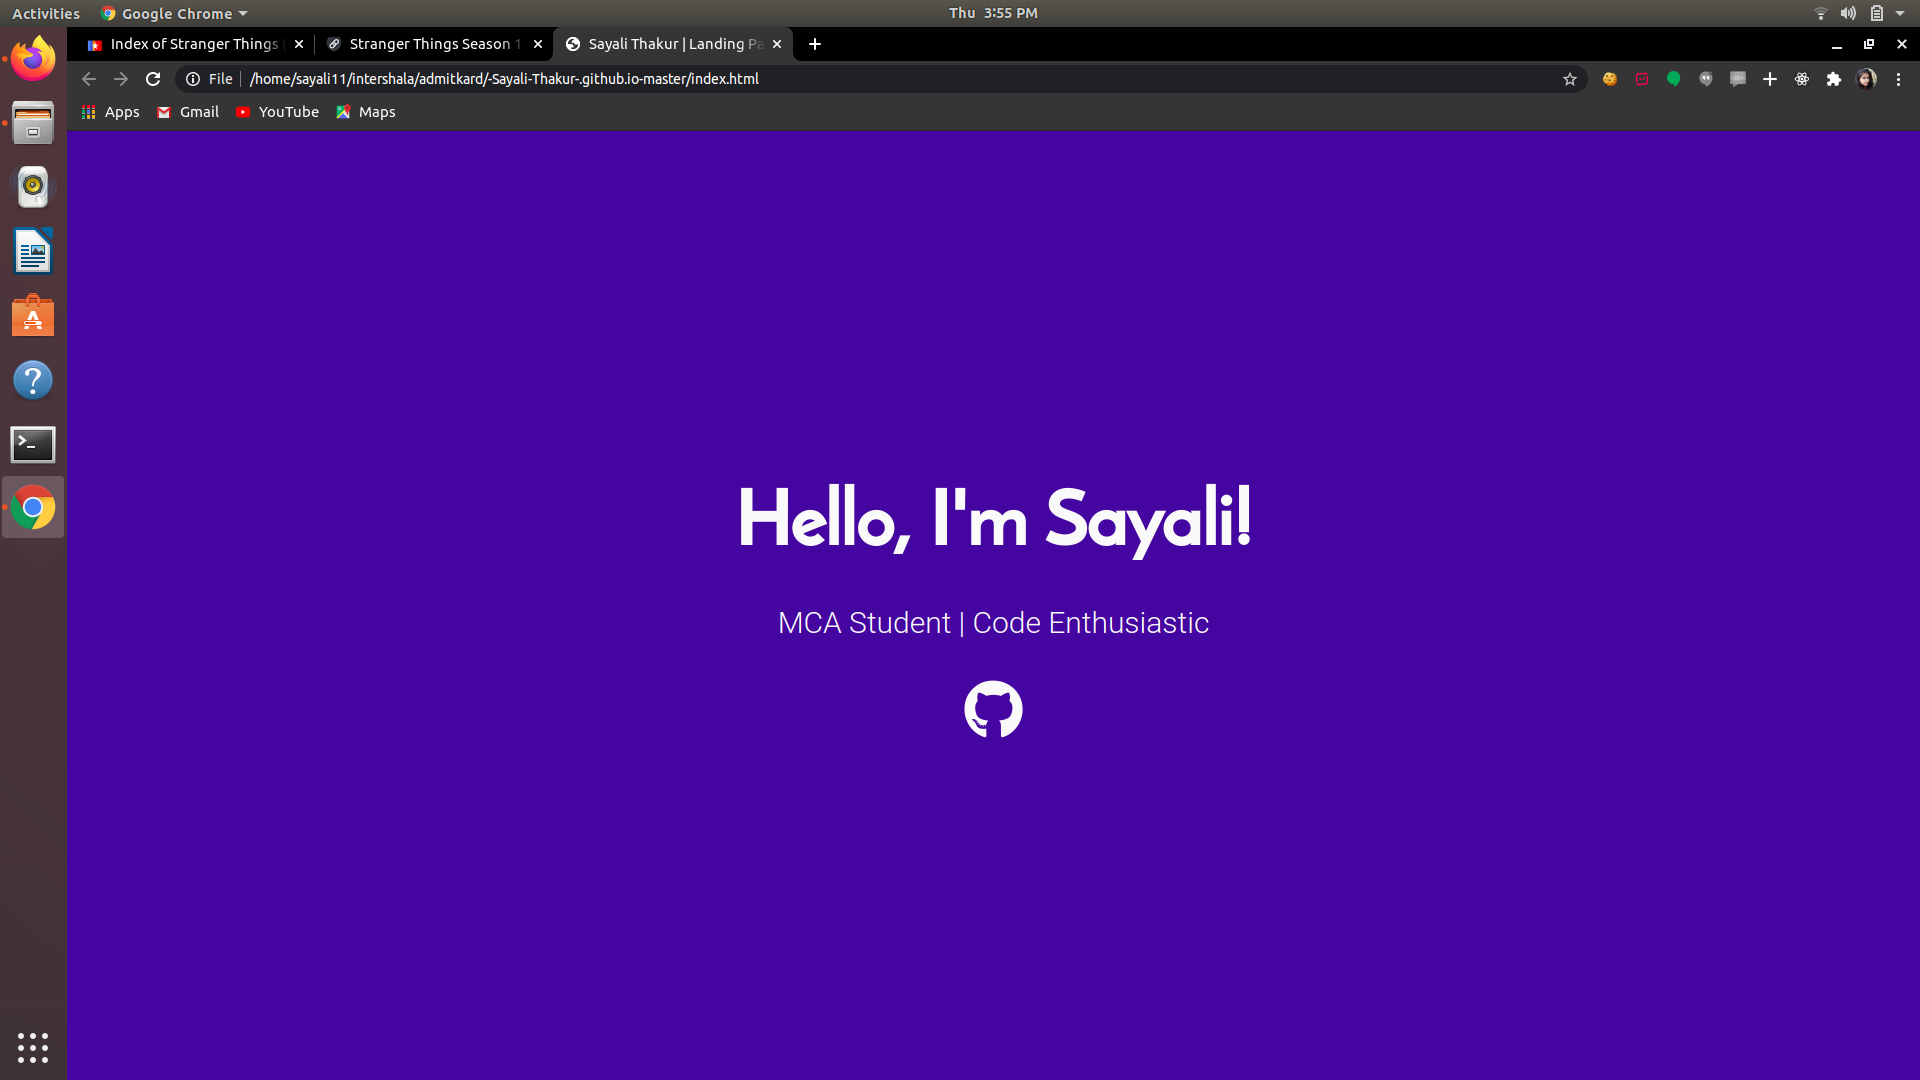 Activities Google Chrome Thu 3:55 PM
Index of Stranger Things Stranger Things Season 1 Sayali Thakur | Landing Pa
File /home/sayali11/intershala/admitkard/-Sayali-Thakur-.github.io-master/index.html
Apps Gmail YouTube Maps
Hello, I'm Sayali!
MCA Student | Code Enthusiastic